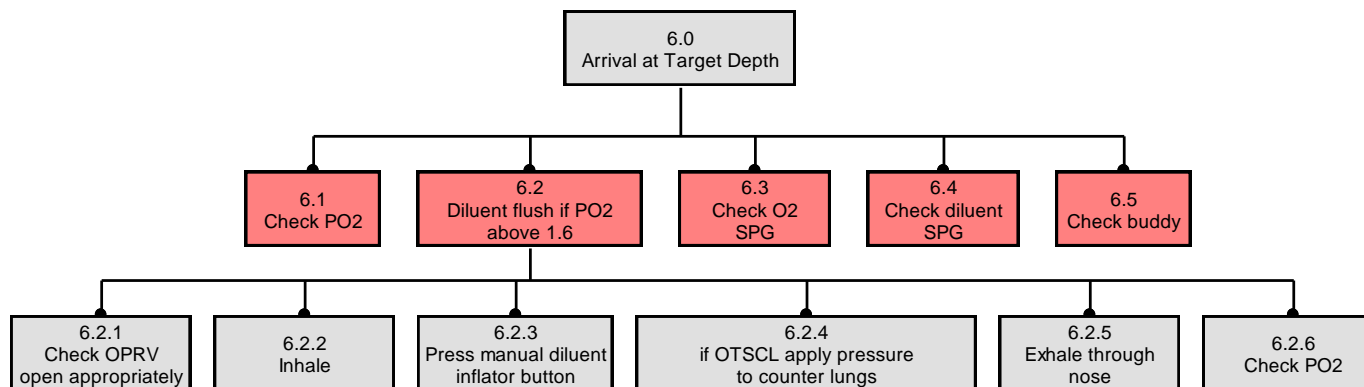 6.0
Arrival at Target Depth
6.1
Check PO2
6.2
Diluent flush if PO2
above 1.6
6.3
Check O2
SPG
6.4
Check diluent
SPG
6.5
Check buddy
6.2.1
Check OPRV
open appropriately
6.2.2
Inhale
6.2.3
Press manual diluent
inflator button
6.2.4
if OTSCL apply pressure
to counter lungs
6.2.5
Exhale through
nose
6.2.6
Check PO2